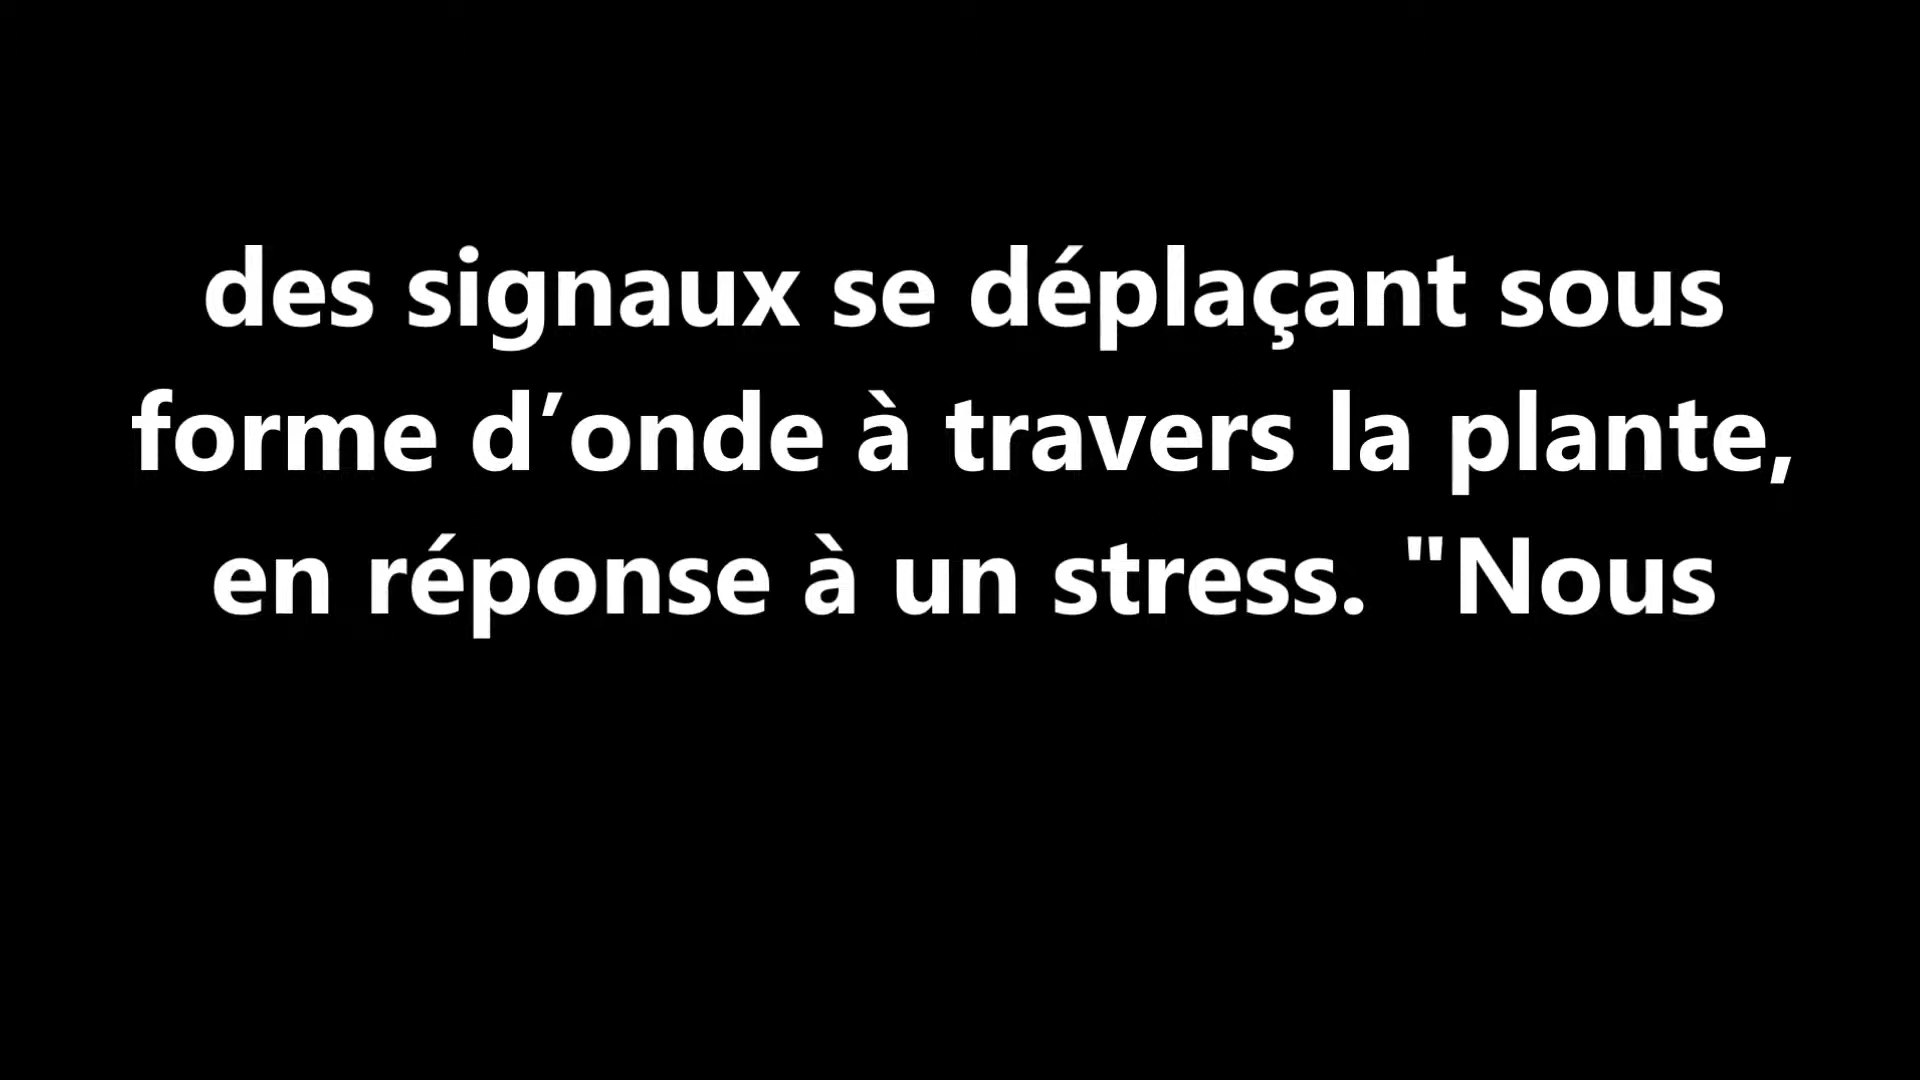 des signaux se déplaçant sous
forme d’onde à travers la plante,
en réponse à un stress. "Nous